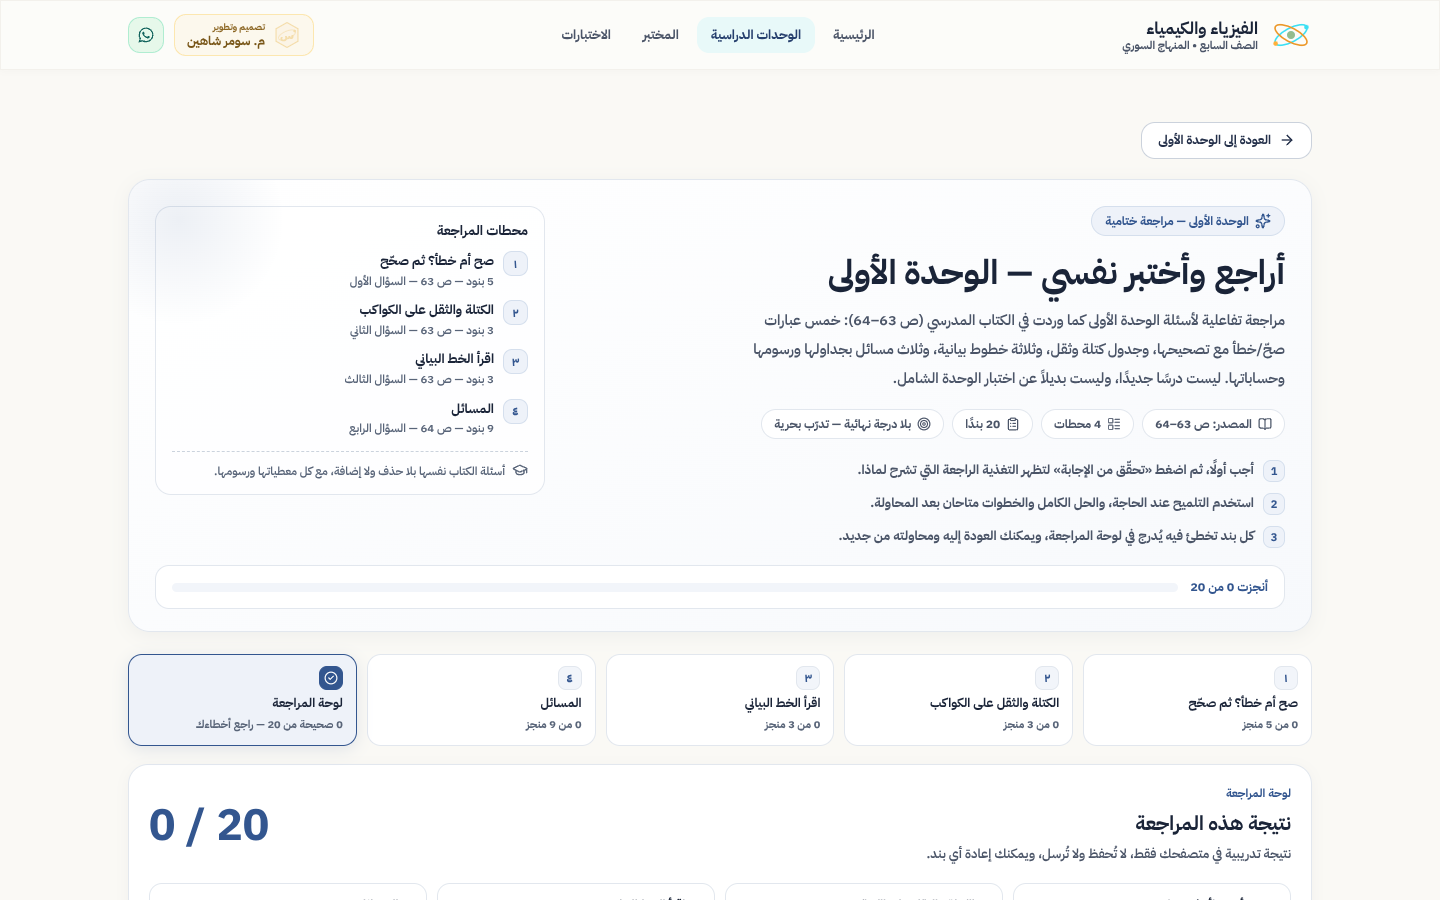 الفيزياء والكيمياء
الصف السابع • المنهاج السوري
الرئيسية
الوحدات الدراسية
المختبر
الاختبارات
تصميم وتطوير
م. سومر شاهين
العودة إلى الوحدة الأولى
الوحدة الأولى — مراجعة ختامية
أراجع وأختبر نفسي — الوحدة الأولى
مراجعة تفاعلية لأسئلة الوحدة الأولى كما وردت في الكتاب المدرسي (ص 63–64): خمس عبارات
صحّ/خطأ مع تصحيحها، وجدول كتلة وثقل، وثلاثة خطوط بيانية، وثلاث مسائل بجداولها ورسومها
وحساباتها. ليست درسًا جديدًا، وليست بديلاً عن اختبار الوحدة الشامل.
المصدر: ص 63–64
4 محطات
20 بندًا
بلا درجة نهائية — تدرّب بحرية
1 أجب أولًا، ثم اضغط «تحقّق من الإجابة» لتظهر التغذية الراجعة التي تشرح لماذا.
2 استخدم التلميح عند الحاجة، والحل الكامل والخطوات متاحان بعد المحاولة.
3 كل بند تخطئ فيه يُدرج في لوحة المراجعة، ويمكنك العودة إليه ومحاولته من جديد.
محطات المراجعة
١ صح أم خطأ؟ ثم صحّح
5 بنود — ص 63 — السؤال الأول
٢ الكتلة والثقل على الكواكب
3 بنود — ص 63 — السؤال الثاني
٣ اقرأ الخط البياني
3 بنود — ص 63 — السؤال الثالث
٤ المسائل
9 بنود — ص 64 — السؤال الرابع
أسئلة الكتاب نفسها بلا حذف ولا إضافة، مع كل معطياتها ورسومها.
أنجزت 0 من 20
١
صح أم خطأ؟ ثم صحّح
0 من 5 منجز
٢
الكتلة والثقل على الكواكب
0 من 3 منجز
٣
اقرأ الخط البياني
0 من 3 منجز
٤
المسائل
0 من 9 منجز
لوحة المراجعة
0 صحيحة من 20 — راجع أخطاءك
لوحة المراجعة
نتيجة هذه المراجعة
نتيجة تدريبية في متصفحك فقط، لا تُحفظ ولا تُرسل، ويمكنك إعادة أي بند.
0 / 20